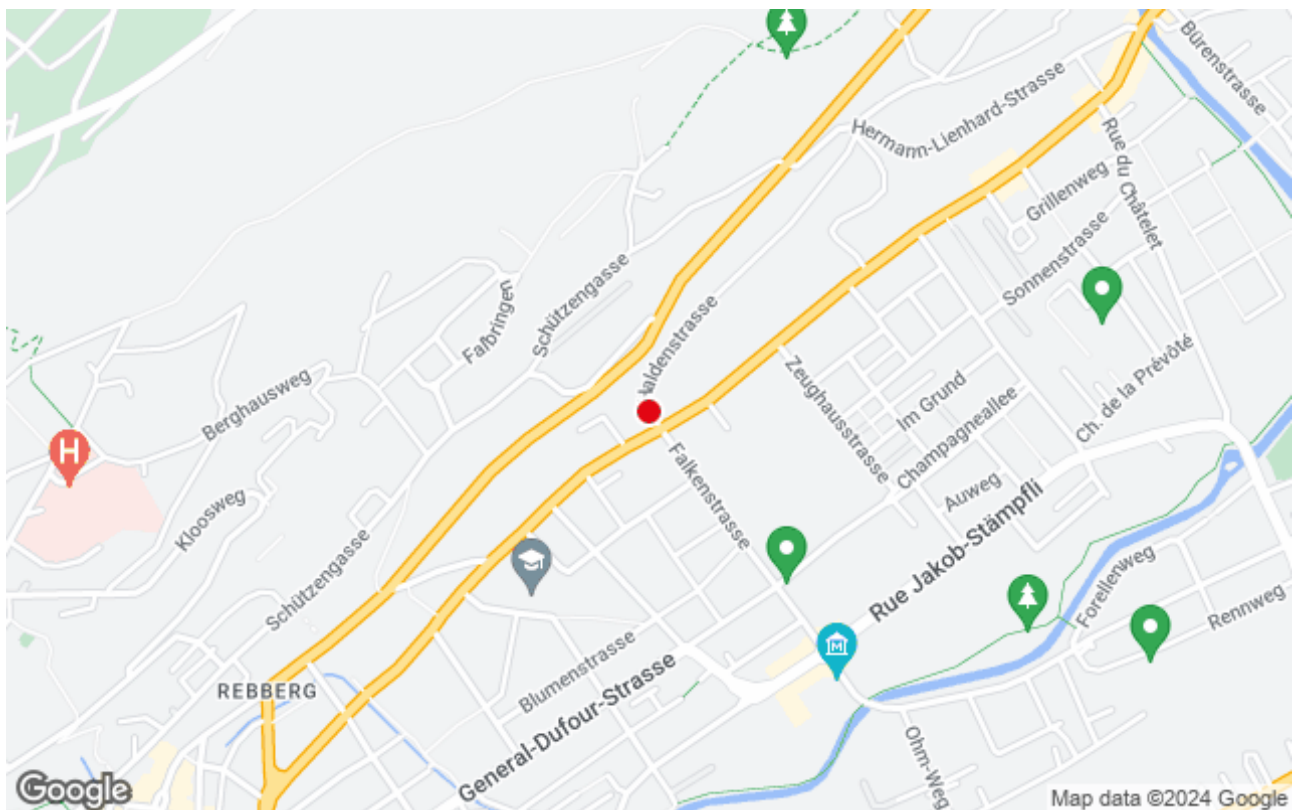 Bürenstrasse
Hermann-Lienhard-Strasse
Rue du Châtelet
Grillenweg
Sonnenstrasse
Schützengasse
Falbringen
Haldenstrasse
Berghausweg
Zeughausstrasse
Im Grund
Ch. de la Prévôté
Champagneallee
H
Falkenstrasse
Auweg
Kloosweg
Rue Jakob-Stämpfli
Schützengasse
Forellenweg
Rennweg
Blumenstrasse
M
REBBERG
General-Dufour-Strasse
Ohm-Weg
Google
Map data ©2024 Google